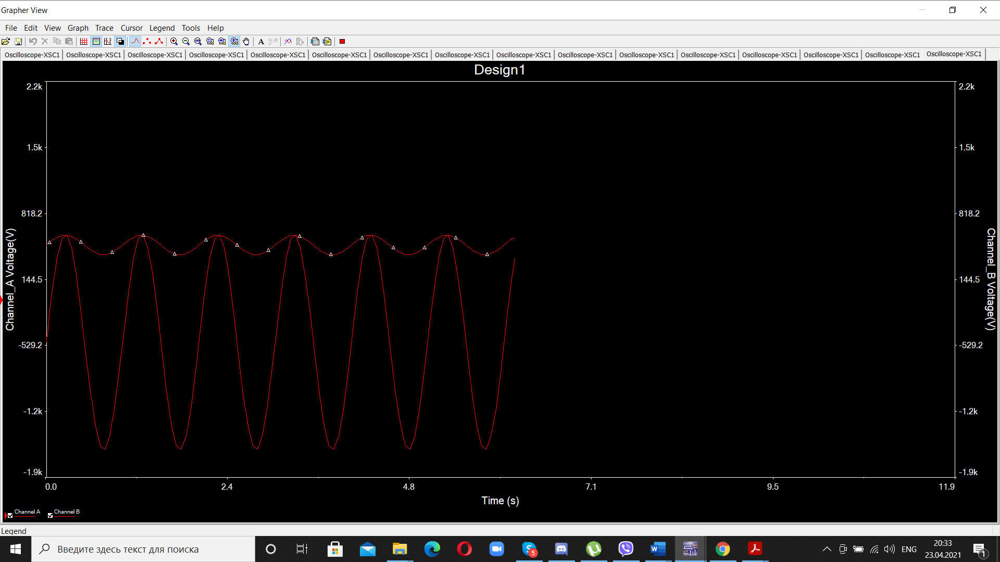 Grapher View
File Edit View Graph Trace Cursor Legend Tools Help
Oscilloscope-XSC1 Oscilloscope-XSC1 Oscilloscope-XSC1 Oscilloscope-XSC1 Oscilloscope-XSC1 Oscilloscope-XSC1 Oscilloscope-XSC1 Oscilloscope-XSC1 Oscilloscope-XSC1 Oscilloscope-XSC1 Oscilloscope-XSC1 Oscilloscope-XSC1 Oscilloscope-XSC1 Oscilloscope-XSC1 Oscilloscope-XSC1 Oscilloscope-XSC1
Design1
2.2k
1.5k
818.2
144.5
-529.2
-1.2k
-1.9k
Channel_A Voltage(V)
2.2k
1.5k
818.2
144.5
-529.2
-1.2k
-1.9k
Channel_B Voltage(V)
0.0 2.4 4.8 7.1 9.5 11.9
Time (s)
Channel A Channel B
Legend
Введите здесь текст для поиска
5
ENG
20:33
23.04.2021
1